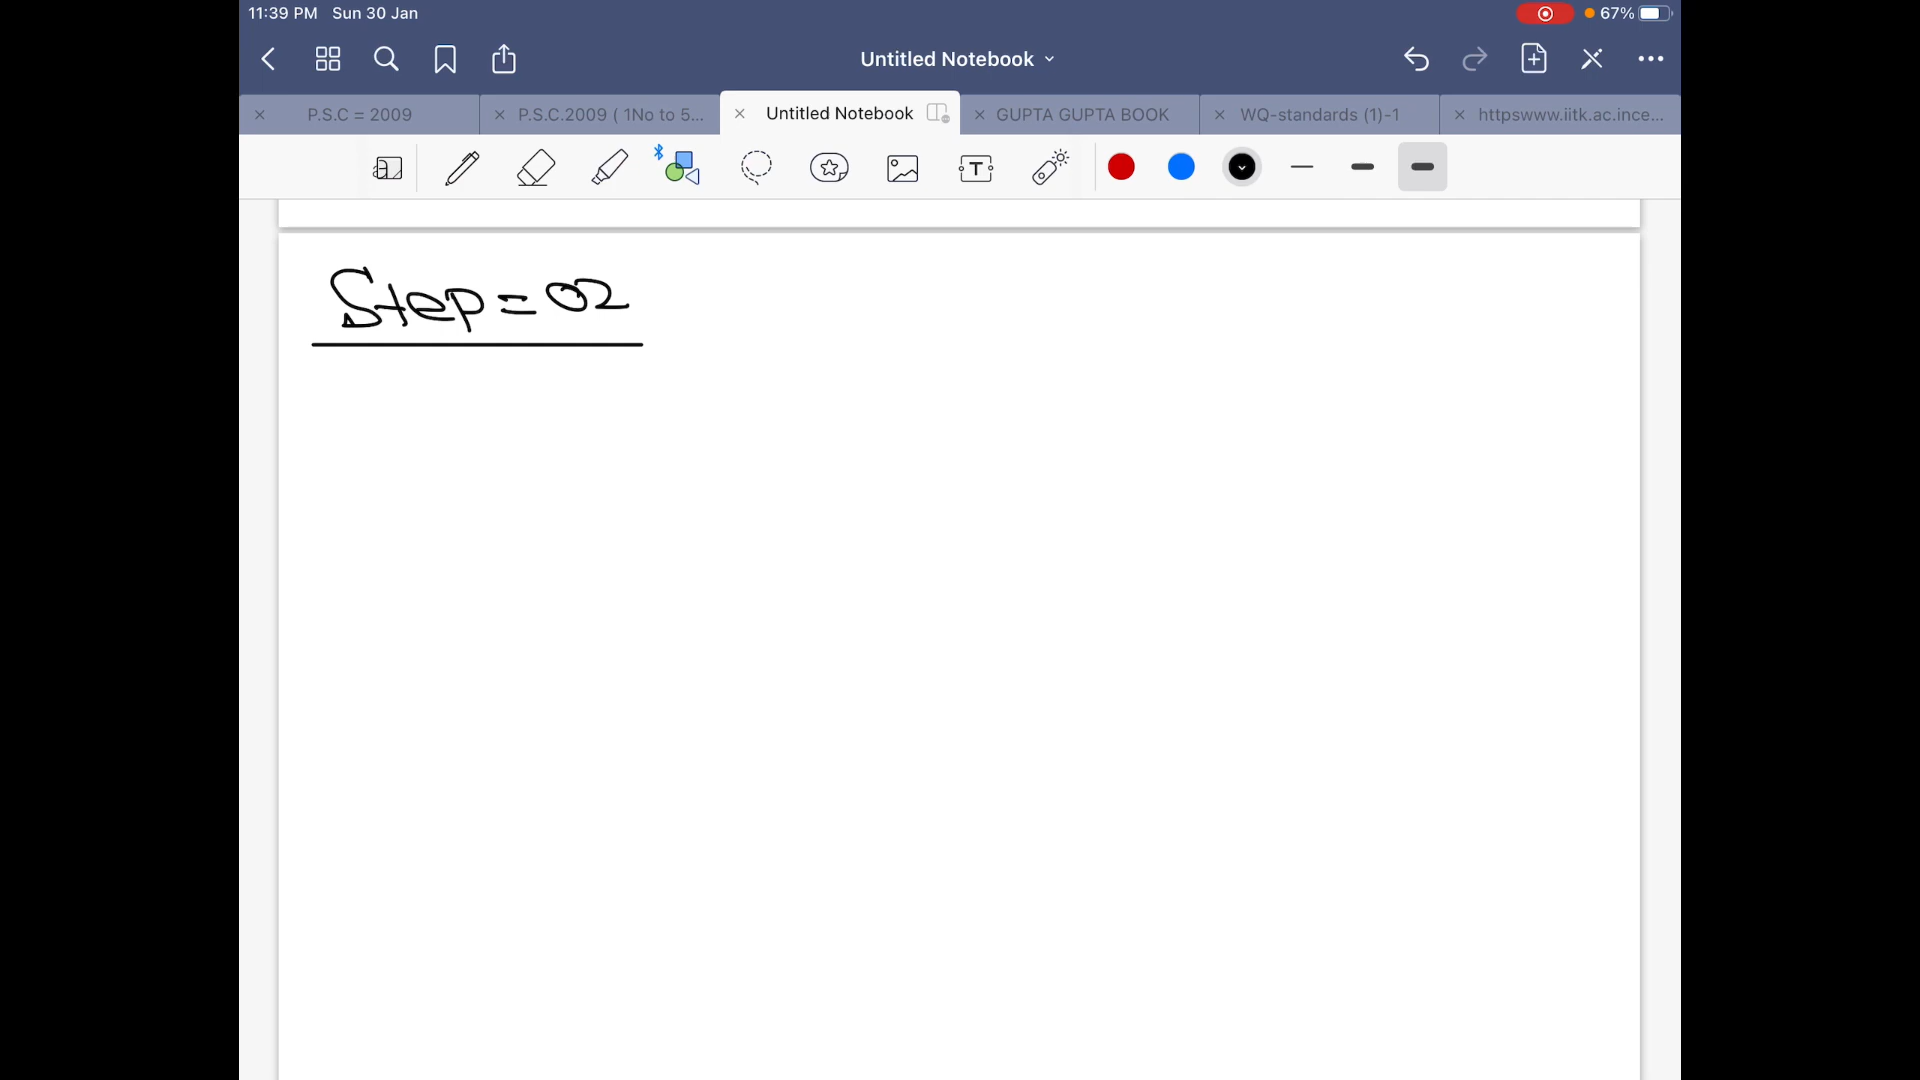 11:39 PM Sun 30 Jan 67%
Untitled Notebook
P.S.C = 2009 P.S.C.2009 ( 1No to 5... Untitled Notebook GUPTA GUPTA BOOK WQ-standards (1)-1 httpswww.iitk.ac.ince...
Step=02